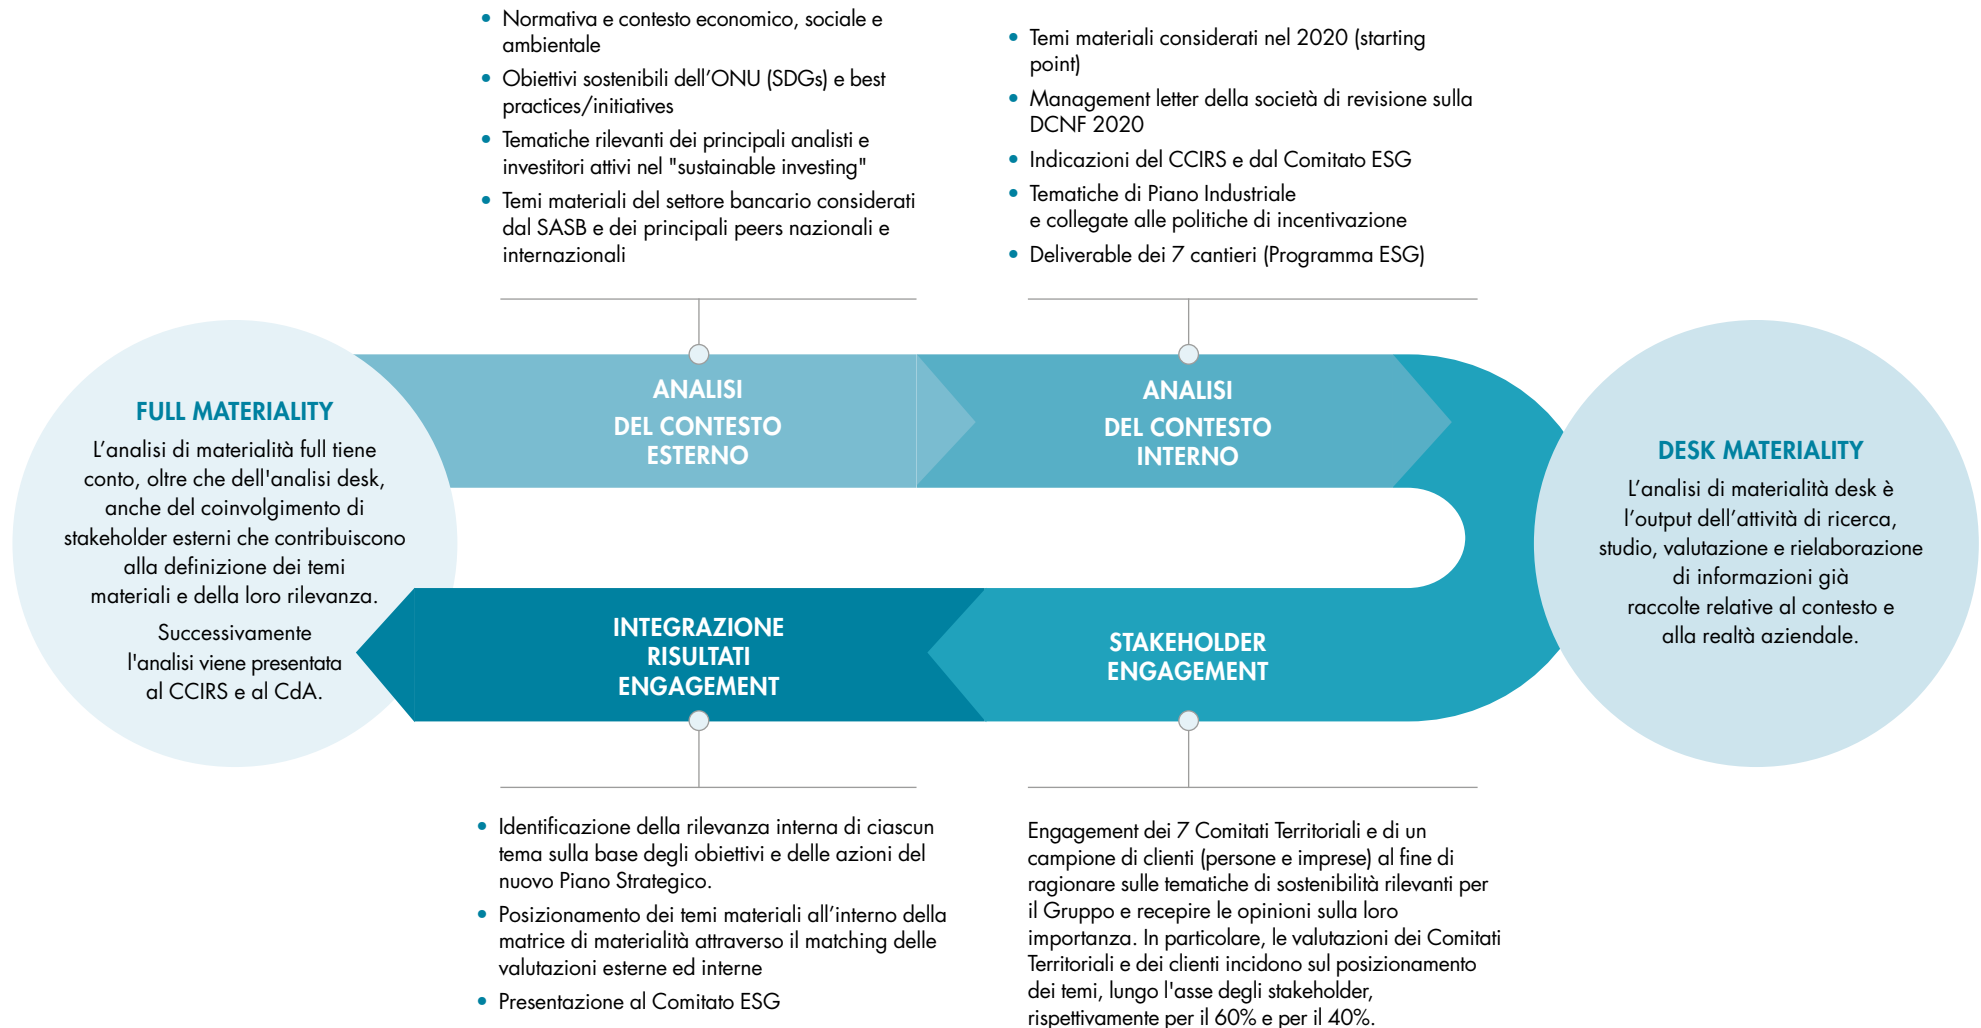 • Normativa e contesto economico, sociale e
ambientale
• Obiettivi sostenibili dell’ONU (SDGs) e best
practices/initiatives
• Tematiche rilevanti dei principali analisti e
investitori attivi nel "sustainable investing"
• Temi materiali del settore bancario considerati
dal SASB e dei principali peers nazionali e
internazionali
• Temi materiali considerati nel 2020 (starting
point)
• Management letter della società di revisione sulla
DCNF 2020
• Indicazioni del CCIRS e dal Comitato ESG
• Tematiche di Piano Industriale
e collegate alle politiche di incentivazione
• Deliverable dei 7 cantieri (Programma ESG)
FULL MATERIALITY
L’analisi di materialità full tiene
conto, oltre che dell'analisi desk,
anche del coinvolgimento di
stakeholder esterni che contribuiscono
alla definizione dei temi
materiali e della loro rilevanza.
Successivamente
l'analisi viene presentata
al CCIRS e al CdA.
ANALISI
DEL CONTESTO
ESTERNO
ANALISI
DEL CONTESTO
INTERNO
DESK MATERIALITY
L’analisi di materialità desk è
l’output dell’attività di ricerca,
studio, valutazione e rielaborazione
di informazioni già
raccolte relative al contesto e
alla realtà aziendale.
INTEGRAZIONE
RISULTATI
ENGAGEMENT
STAKEHOLDER
ENGAGEMENT
• Identificazione della rilevanza interna di ciascun
tema sulla base degli obiettivi e delle azioni del
nuovo Piano Strategico.
• Posizionamento dei temi materiali all’interno della
matrice di materialità attraverso il matching delle
valutazioni esterne ed interne
• Presentazione al Comitato ESG
Engagement dei 7 Comitati Territoriali e di un
campione di clienti (persone e imprese) al fine di
ragionare sulle tematiche di sostenibilità rilevanti per
il Gruppo e recepire le opinioni sulla loro
importanza. In particolare, le valutazioni dei Comitati
Territoriali e dei clienti incidono sul posizionamento
dei temi, lungo l'asse degli stakeholder,
rispettivamente per il 60% e per il 40%.